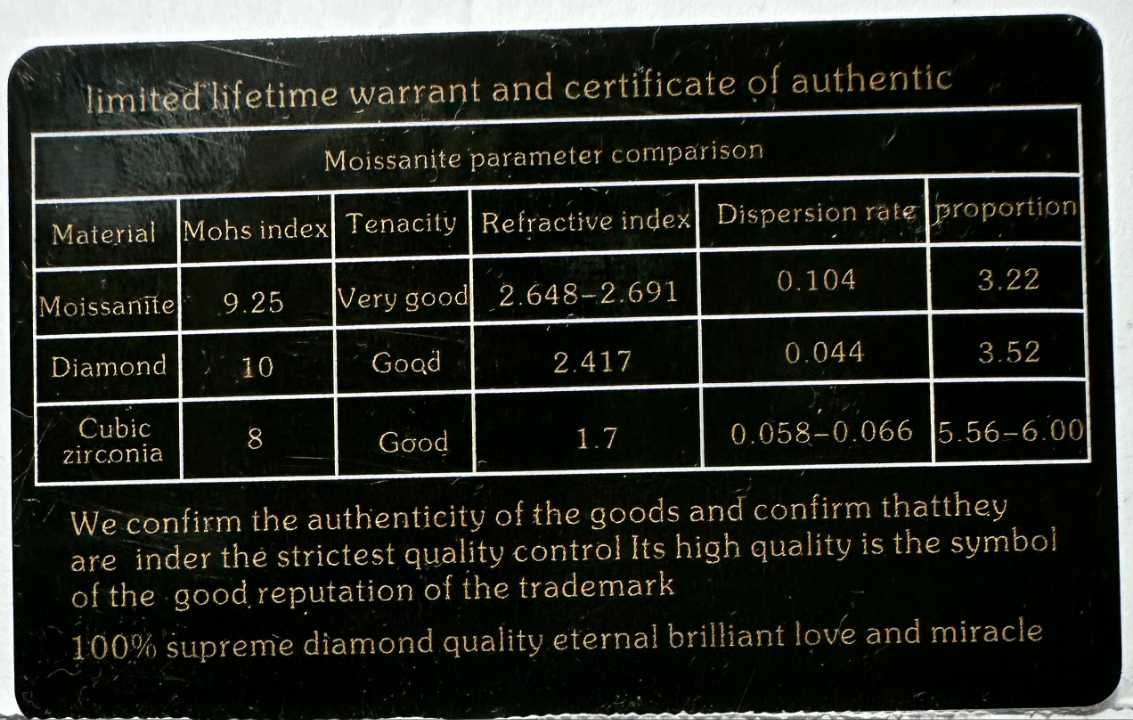 limited lifetime warrant and certificate of authentic
Moissanite parameter comparison
Material Mohs index Tenacity Refractive index Dispersion rate proportion
Moissanite 9.25 Very good 2.648-2.691 0.104 3.22
Diamond 10 Good 2.417 0.044 3.52
Cubic zirconia 8 Good 1.7 0.058-0.066 5.56-6.00
We confirm the authenticity of the goods and confirm thatthey
are inder the strictest quality control Its high quality is the symbol
of the good reputation of the trademark
100% supreme diamond quality eternal brilliant love and miracle